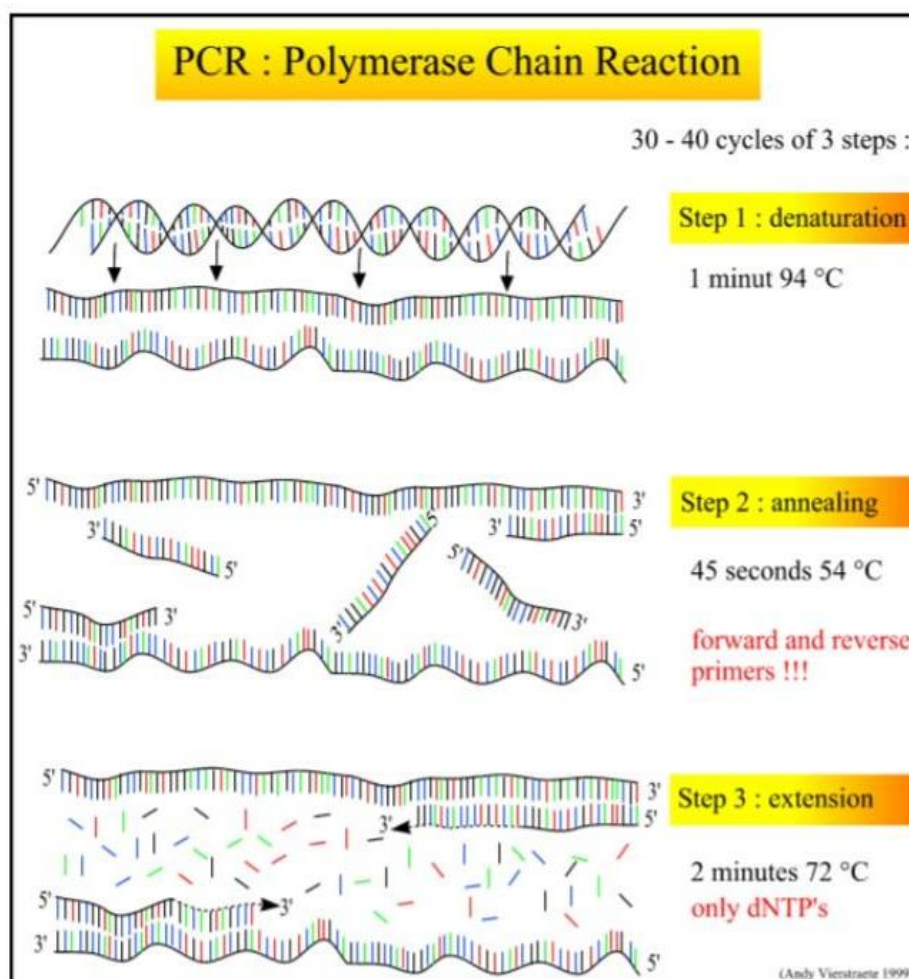 PCR : Polymerase Chain Reaction
30 - 40 cycles of 3 steps :
Step 1 : denaturation
1 minut 94 °C
5'
3'
Step 2 : annealing
3'
5'
5'
3'
5'
5'
3'
45 seconds 54 °C
5'
3'
3'
forward and reverse
primers !!!
3'
5'
5'
3'
Step 3 : extension
3'
5'
2 minutes 72 °C
5'
3'
only dNTP's
3'
5'
(Andy Vierstraete 1999